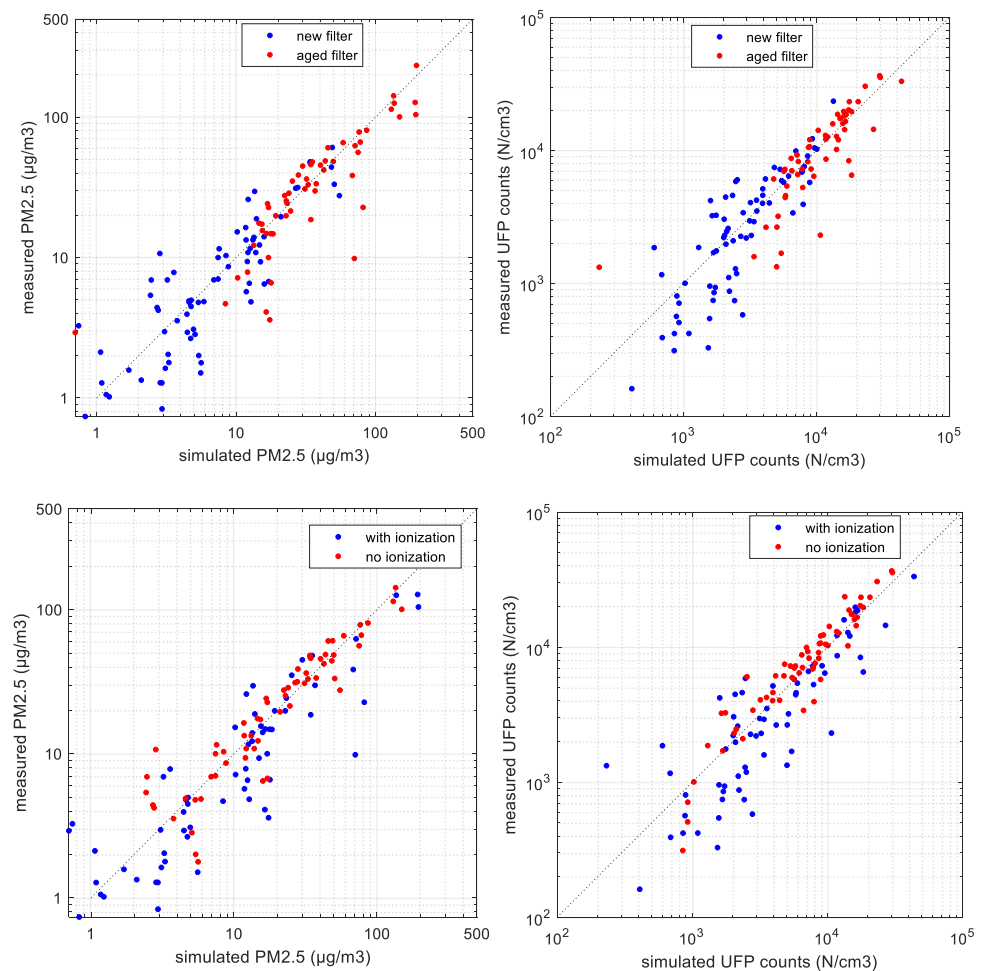 500
100
10
1
1
10
100
500
measured PM2.5 (µg/m3)
simulated PM2.5 (µg/m3)
new filter
aged filter
10^5
10^4
10^3
10^2
10^2
10^3
10^4
10^5
measured UFP counts (N/cm3)
simulated UFP counts (N/cm3)
new filter
aged filter
500
100
10
1
1
10
100
500
measured PM2.5 (µg/m3)
simulated PM2.5 (µg/m3)
with ionization
no ionization
10^5
10^4
10^3
10^2
10^2
10^3
10^4
10^5
measured UFP counts (N/cm3)
simulated UFP counts (N/cm3)
with ionization
no ionization